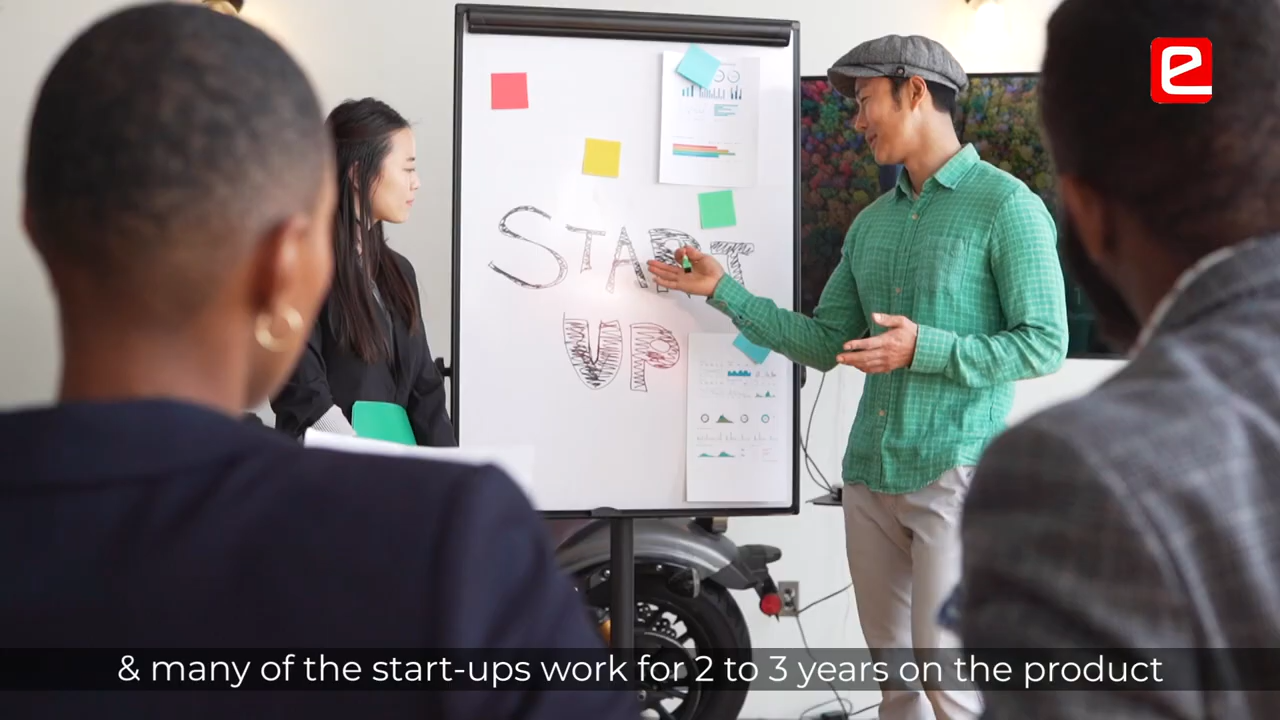 e
START
UP
& many of the start-ups work for 2 to 3 years on the product